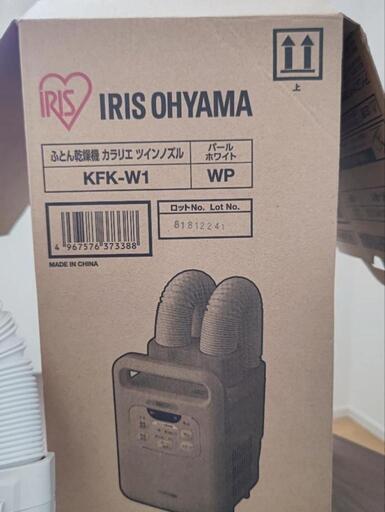 IRIS
IRIS OHYAMA
上
ふとん乾燥機 カラリエ ツインノズル
パール
ホワイト
KFK-W1
WP
ロットNo. Lot No.
81812241
4 967576 373388
MADE IN CHINA